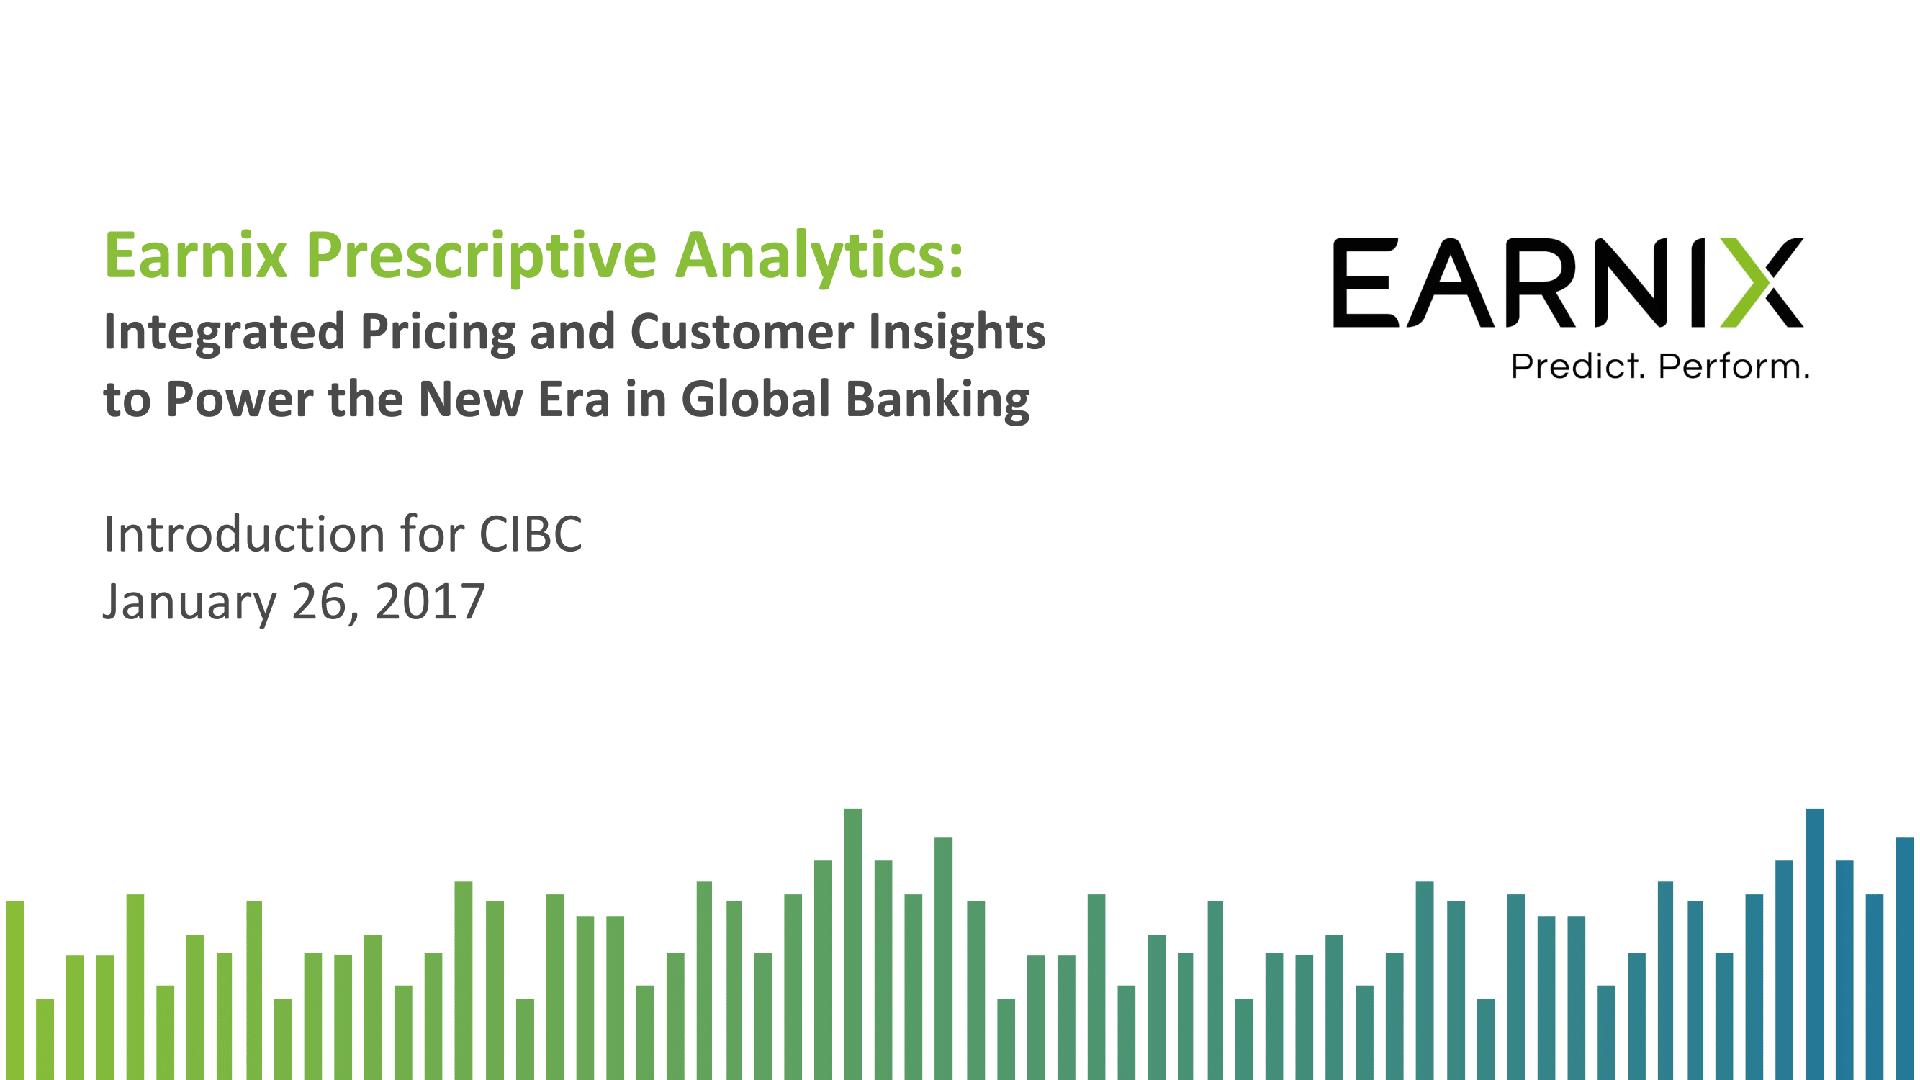 Earnix Prescriptive Analytics:
Integrated Pricing and Customer Insights
to Power the New Era in Global Banking
Introduction for CIBC
January 26, 2017
EARNIX
Predict. Perform.